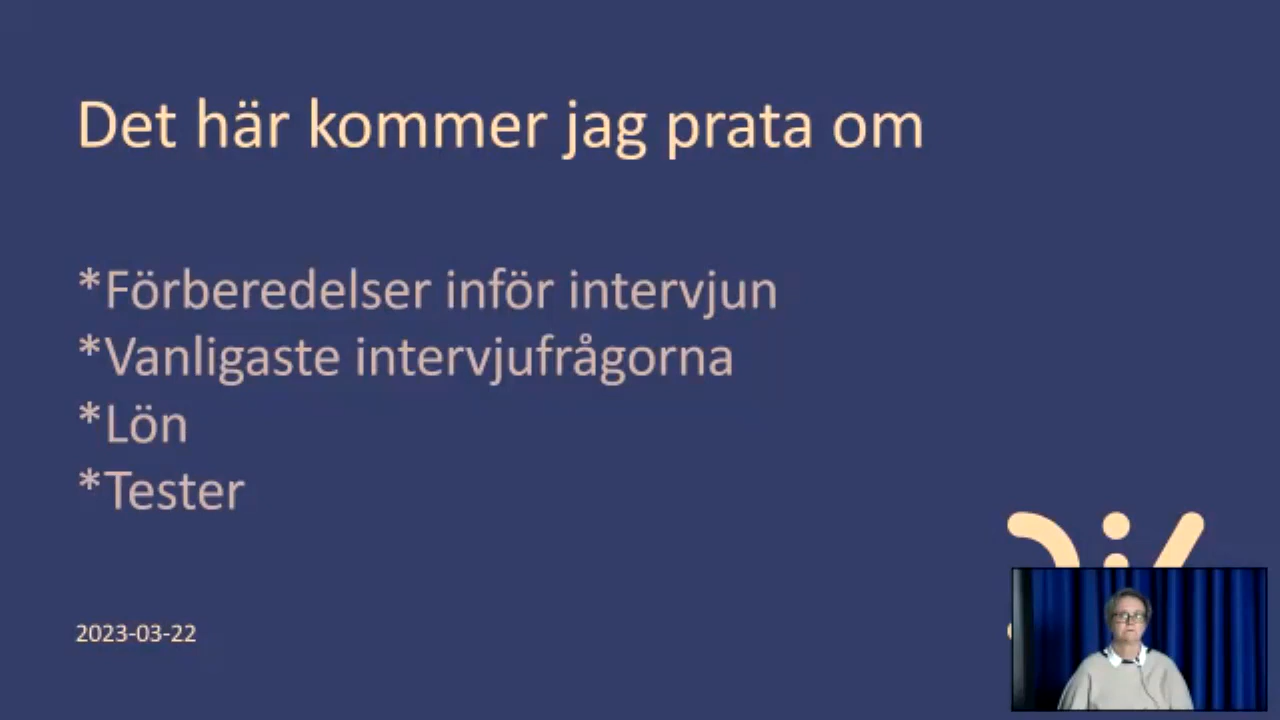 Det här kommer jag prata om
*Förberedelser inför intervjun
*Vanligaste intervjufrågorna
*Lön
*Tester
2023-03-22